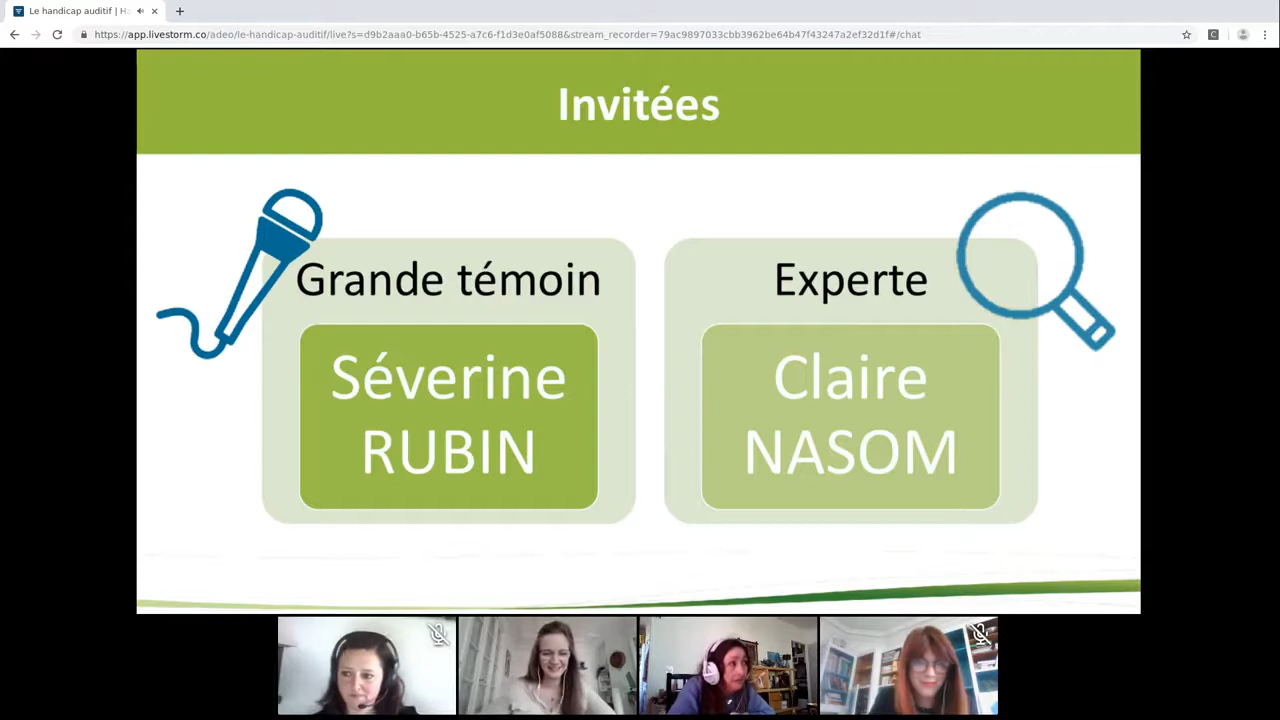 Le handicap auditif | Ha
https://app.livestorm.co/adeo/le-handicap-auditif/live?s=d9b2aaa0-b65b-4525-a7c6-f1d3e0af5088&stream_recorder=79ac9897033cbb3962be64b47f43247a2ef32d1f#/chat
Invitées
Grande témoin
Séverine
RUBIN
Experte
Claire
NASOM